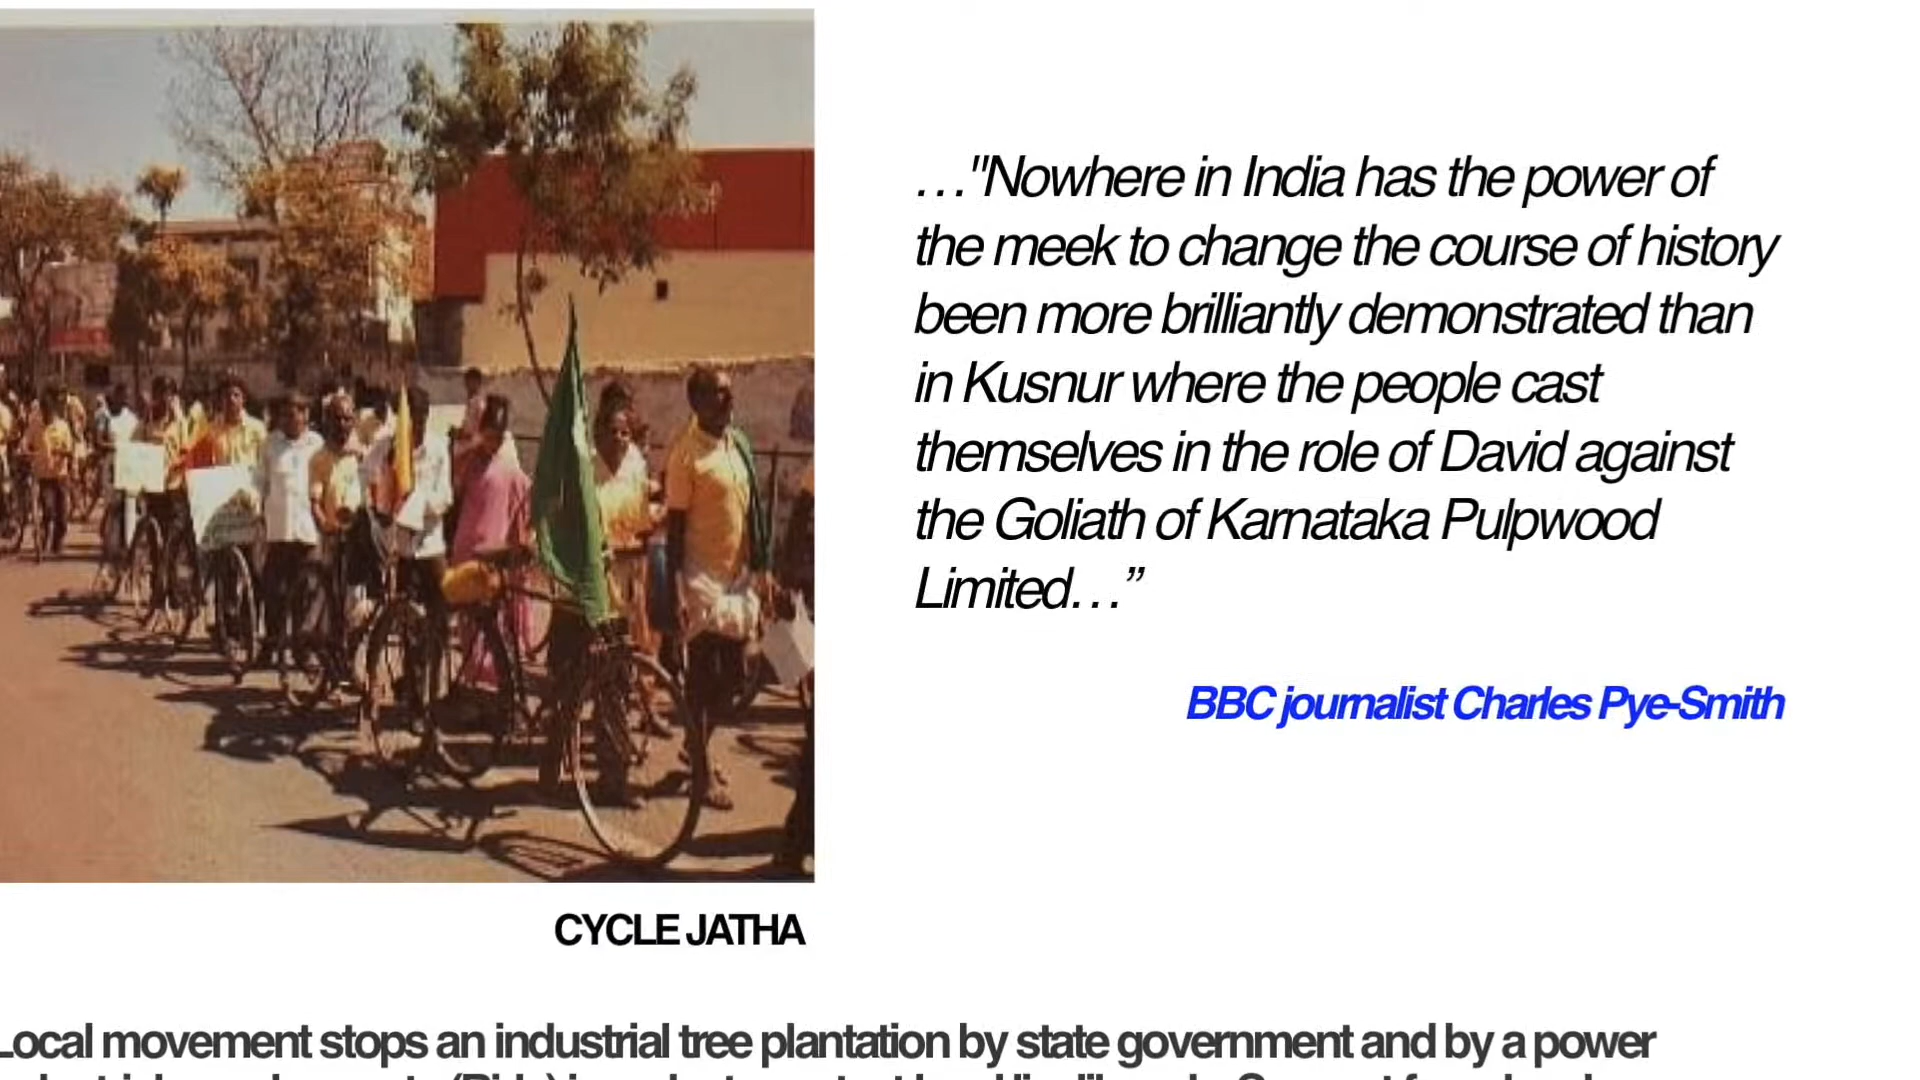 …"Nowhere in India has the power of
the meek to change the course of history
been more brilliantly demonstrated than
in Kusnur where the people cast
themselves in the role of David against
the Goliath of Karnataka Pulpwood
Limited…”
BBC journalist Charles Pye-Smith
CYCLE JATHA
Local movement stops an industrial tree plantation by state government and by a power